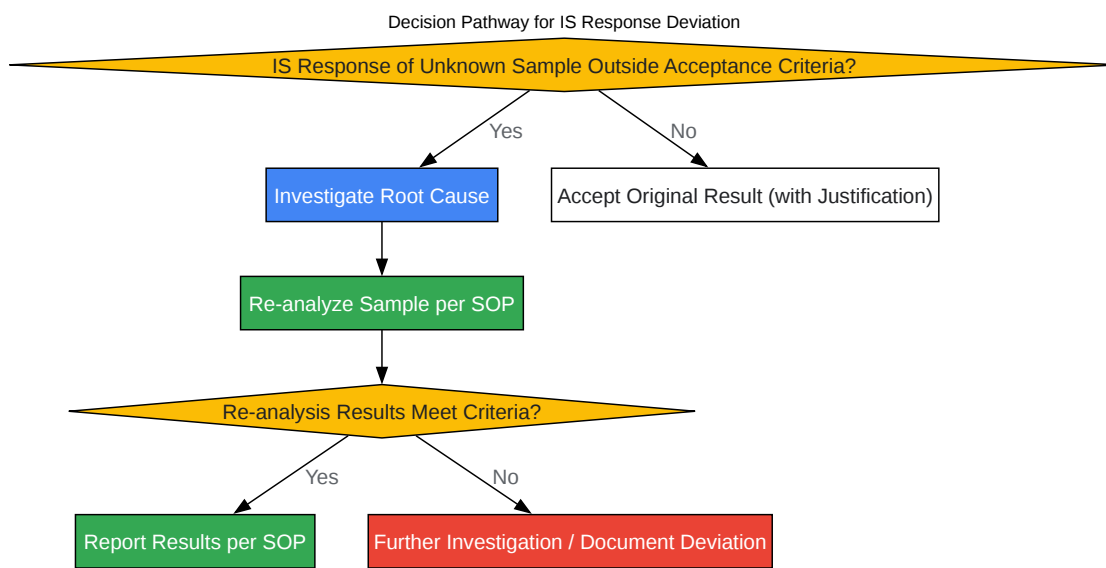 Decision Pathway for IS Response Deviation
IS Response of Unknown Sample Outside Acceptance Criteria?
Yes
No
Investigate Root Cause
Accept Original Result (with Justification)
Re-analyze Sample per SOP
Re-analysis Results Meet Criteria?
Yes
No
Report Results per SOP
Further Investigation / Document Deviation